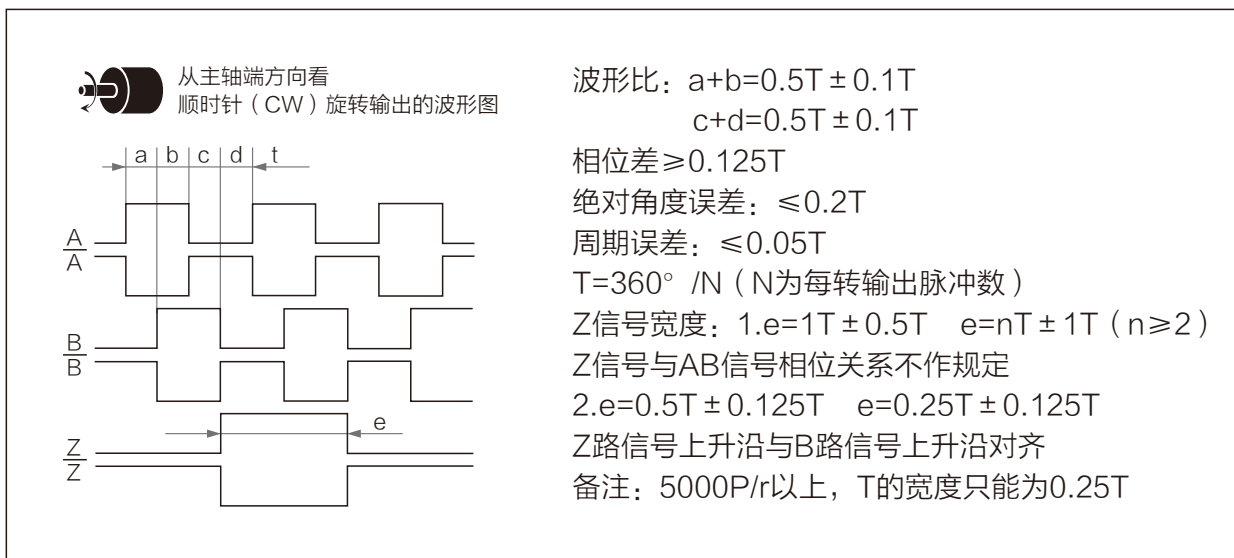 从主轴端方向看
顺时针（CW）旋转输出的波形图
a b c d t
A
A
B
B
e
Z
Z
波形比：a+b=0.5T±0.1T
c+d=0.5T±0.1T
相位差≥0.125T
绝对角度误差：≤0.2T
周期误差：≤0.05T
T=360°/N（N为每转输出脉冲数）
Z信号宽度：1.e=1T±0.5T e=nT±1T（n≥2）
Z信号与AB信号相位关系不作规定
2.e=0.5T±0.125T e=0.25T±0.125T
Z路信号上升沿与B路信号上升沿对齐
备注：5000P/r以上，T的宽度只能为0.25T